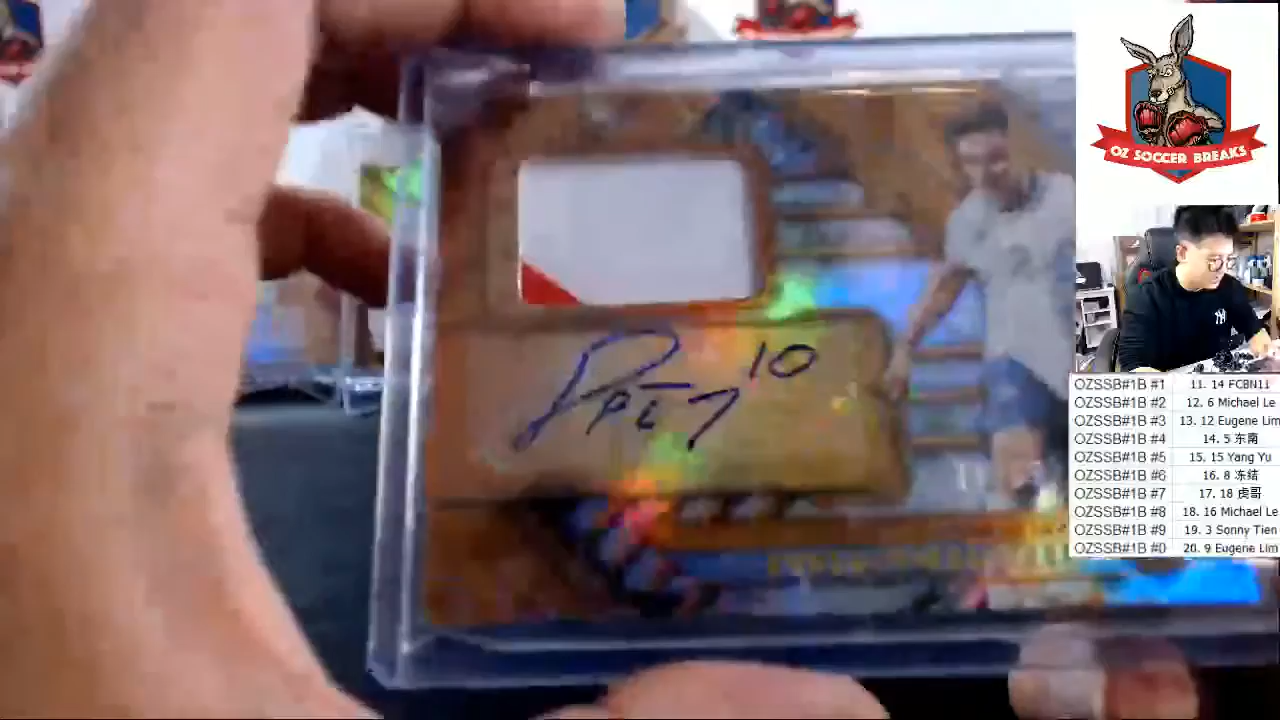 OZ SOCCER BREAKS
10
OZSSB#1B #1 11. 14 FCBN11
OZSSB#1B #2 12. 6 Michael Le
OZSSB#1B #3 13. 12 Eugene Lim
OZSSB#1B #4 14. 5 东南
OZSSB#1B #5 15. 15 Yang Yu
OZSSB#1B #6 16. 8 冻结
OZSSB#1B #7 17. 18 虎哥
OZSSB#1B #8 18. 16 Michael Le
OZSSB#1B #9 19. 3 Sonny Tien
OZSSB#1B #0 20. 9 Eugene Lim